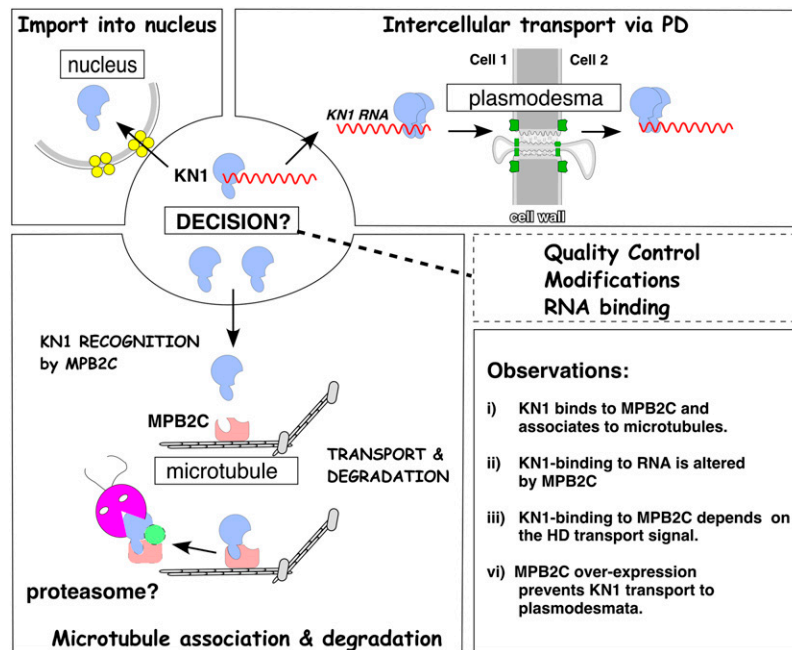 Import into nucleus
nucleus
Intercellular transport via PD
Cell 1
Cell 2
KN1 RNA
plasmodesma
cell wall
KN1
DECISION?
Quality Control
Modifications
RNA binding
KN1 RECOGNITION
by MPB2C
MPB2C
microtubule
TRANSPORT &
DEGRADATION
proteasome?
Microtubule association & degradation
Observations:
i) KN1 binds to MPB2C and
associates to microtubules.
ii) KN1-binding to RNA is altered
by MPB2C
iii) KN1-binding to MPB2C depends on
the HD transport signal.
vi) MPB2C over-expression
prevents KN1 transport to
plasmodesmata.